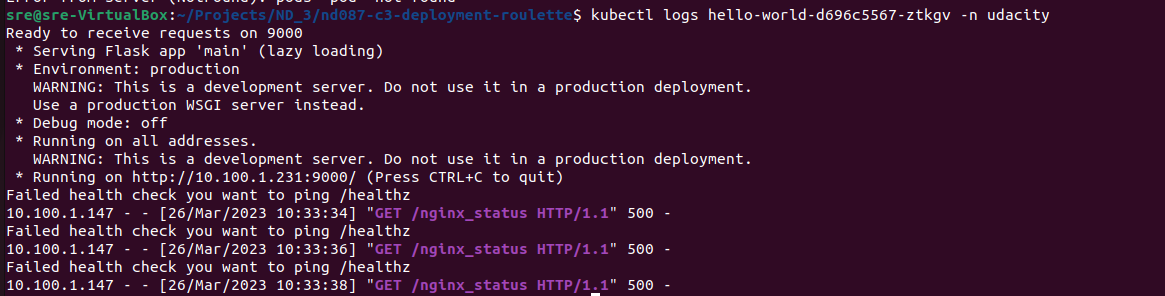 Error from server (NotFound): pods "pod" not found
sre@sre-VirtualBox:~/Projects/ND_3/nd087-c3-deployment-roulette$ kubectl logs hello-world-d696c5567-ztkgv -n udacity
Ready to receive requests on 9000
 * Serving Flask app 'main' (lazy loading)
 * Environment: production
   WARNING: This is a development server. Do not use it in a production deployment.
   Use a production WSGI server instead.
 * Debug mode: off
 * Running on all addresses.
   WARNING: This is a development server. Do not use it in a production deployment.
 * Running on http://10.100.1.231:9000/ (Press CTRL+C to quit)
Failed health check you want to ping /healthz
10.100.1.147 - - [26/Mar/2023 10:33:34] "GET /nginx_status HTTP/1.1" 500 -
Failed health check you want to ping /healthz
10.100.1.147 - - [26/Mar/2023 10:33:36] "GET /nginx_status HTTP/1.1" 500 -
Failed health check you want to ping /healthz
10.100.1.147 - - [26/Mar/2023 10:33:38] "GET /nginx_status HTTP/1.1" 500 -